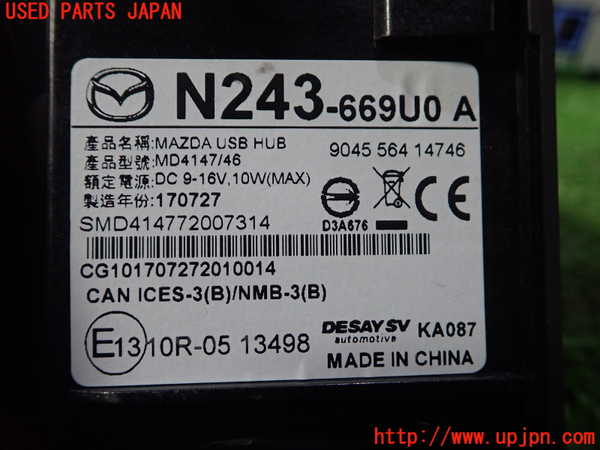 USED PARTS JAPAN
N243-669U0 A
產品名稱:MAZDA USB HUB
9045 564 14746
產品型號:MD4147/46
額定電源:DC 9-16V,10W(MAX)
製造年份:170727
SMD414772007314
D3A676
CG101707272010014
CAN ICES-3(B)/NMB-3(B)
E13 10R-05 13498
DESAY SV
automotive
KA087
MADE IN CHINA
http://www.upjpn.com/